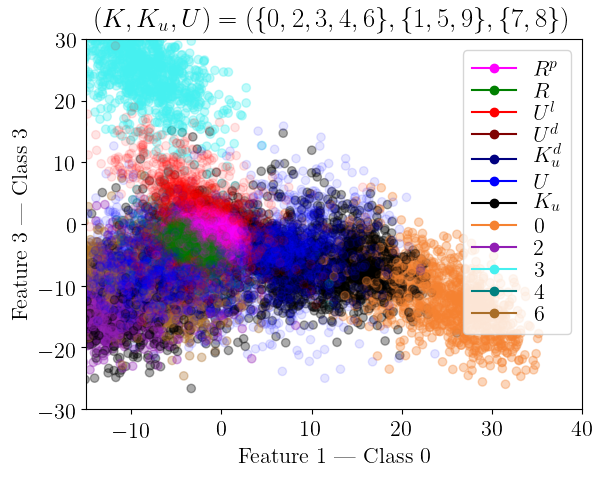 (K, K_u, U) = ({0, 2, 3, 4, 6}, {1, 5, 9}, {7, 8})
30
20
10
0
−10
−20
−30
Feature 3 — Class 3
R^p
R
U^l
U^d
K_u^d
U
K_u
0
2
3
4
6
−10
0
10
20
30
40
Feature 1 — Class 0